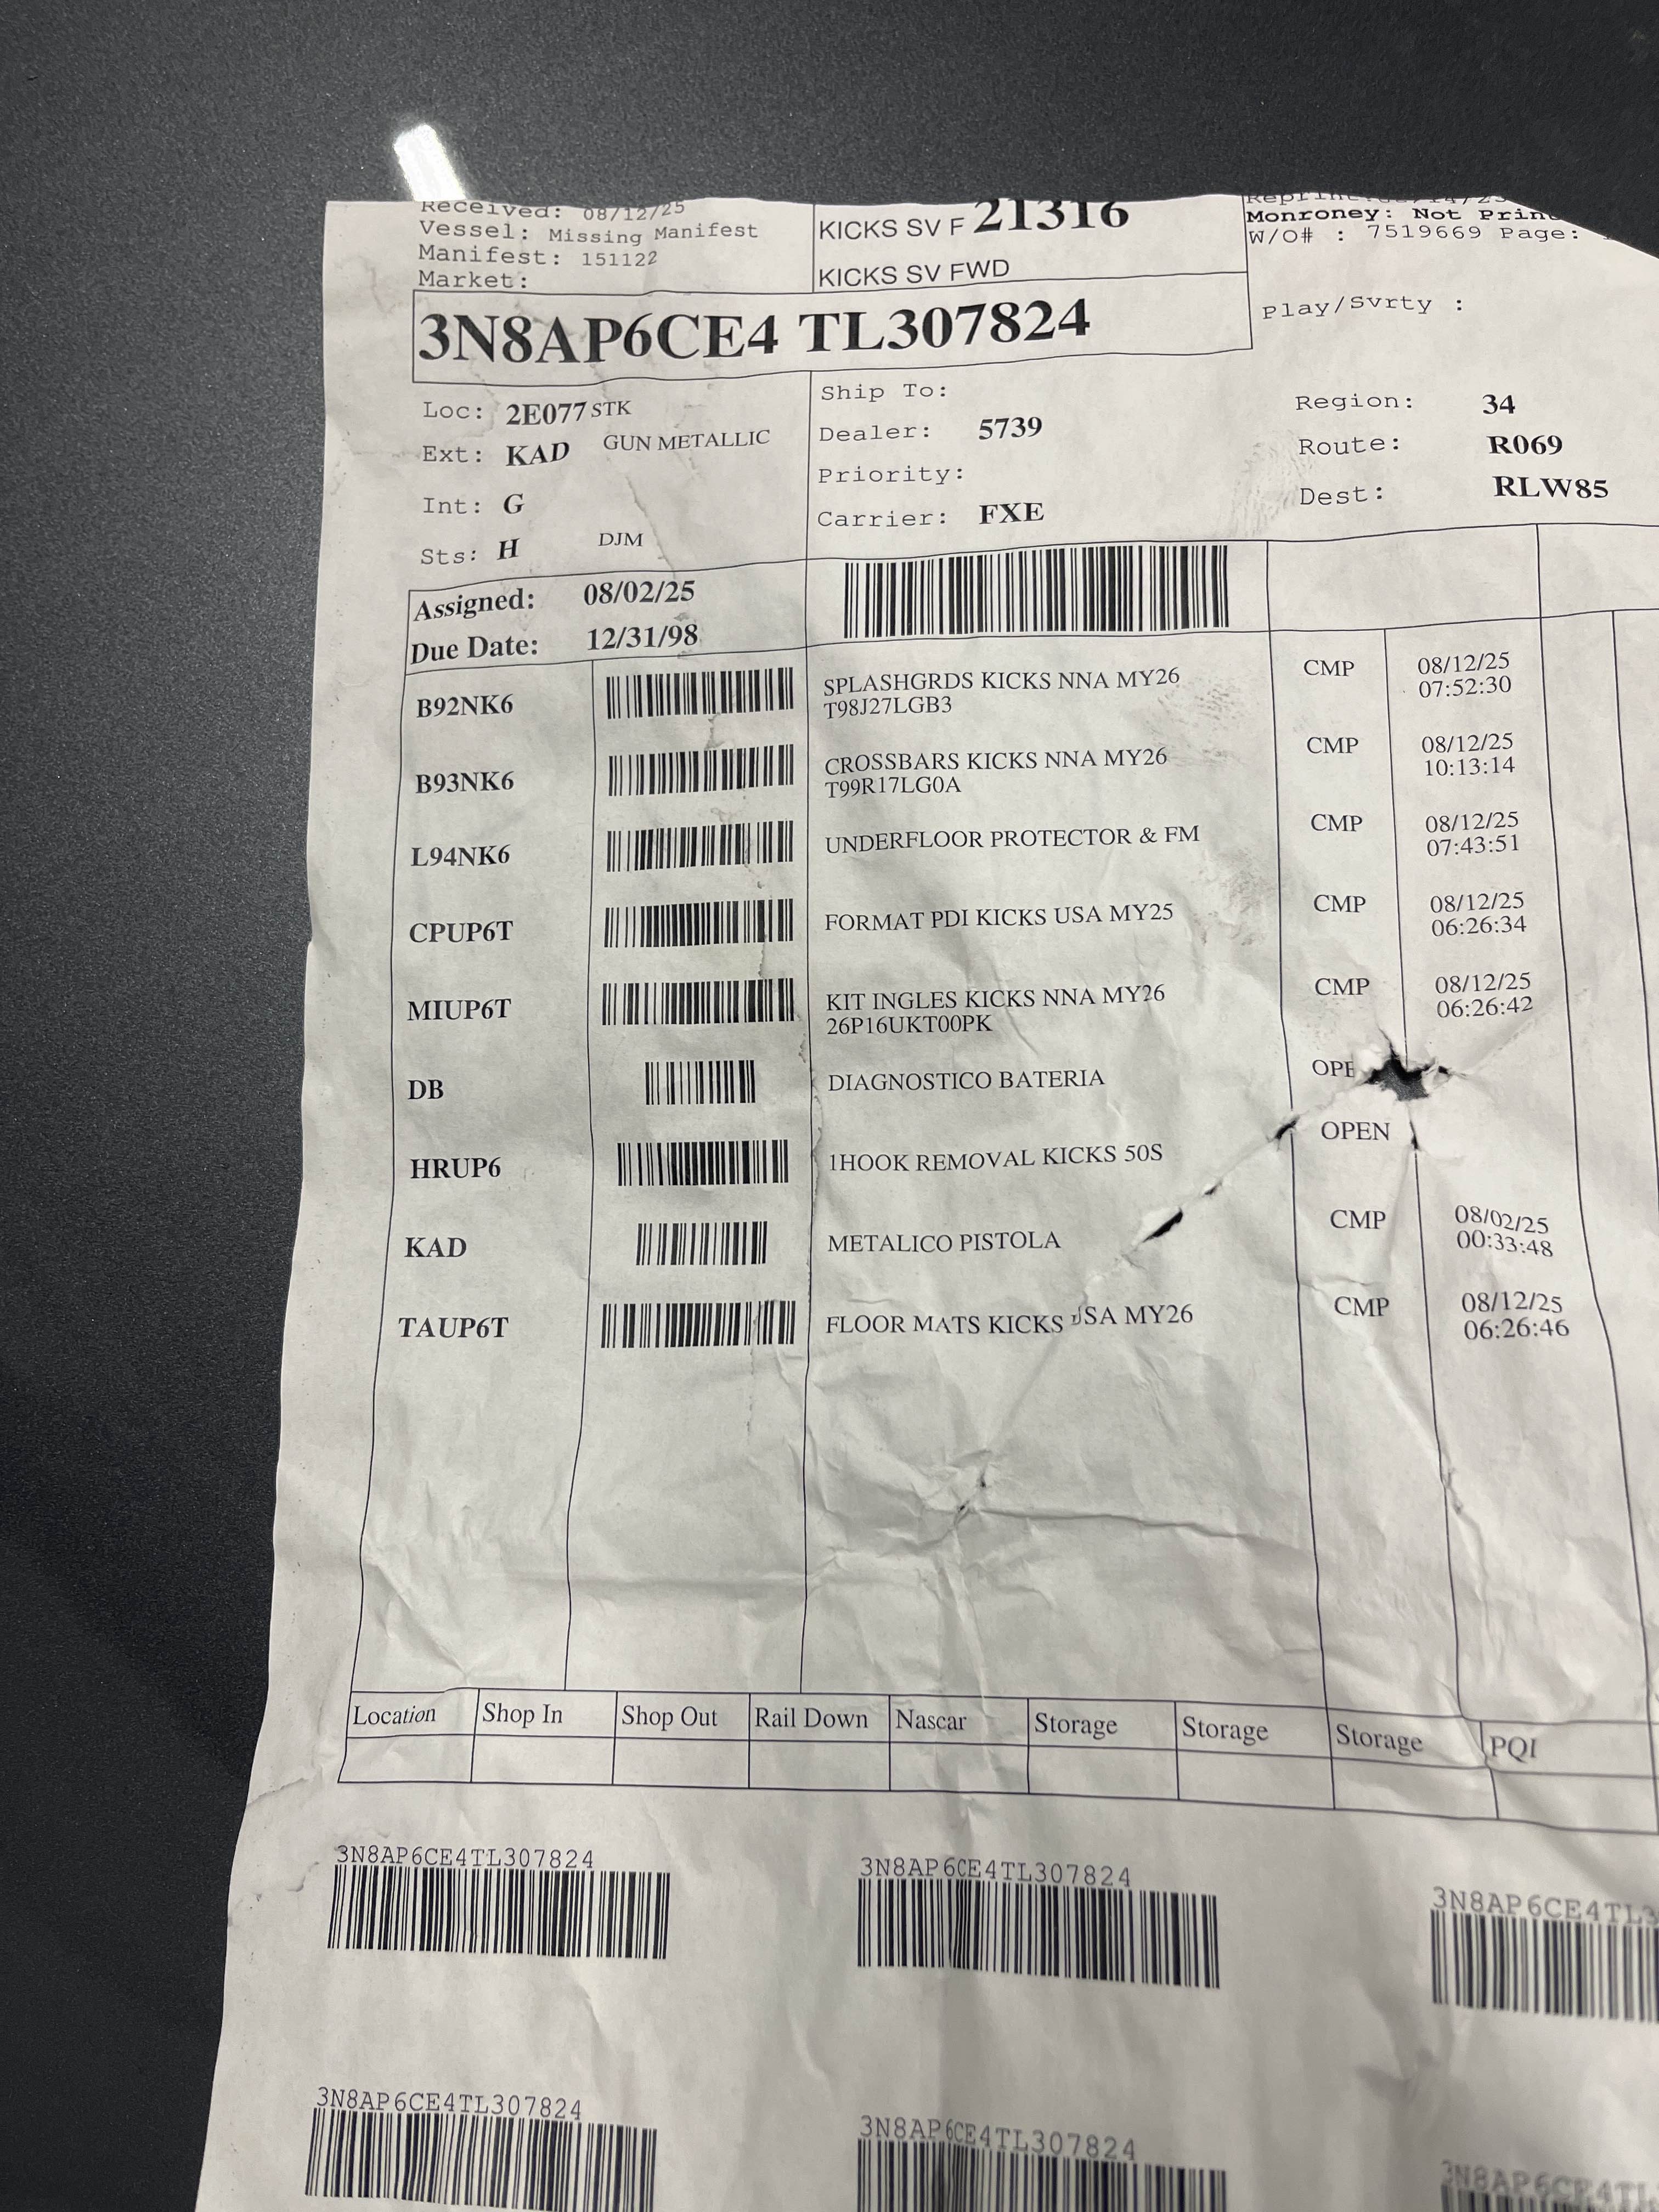 Received: 08/12/25
Vessel: Missing Manifest
Manifest: 151122
Market:
KICKS SV F 21316
KICKS SV FWD
Monroney: Not
W/O# : 7519669 Page:
3N8AP6CE4 TL307824
Play/Svrty :
Loc: 2E077 STK
Ext: KAD GUN METALLIC
Int: G
Sts: H DJM
Ship To:
Dealer: 5739
Priority:
Carrier: FXE
Region: 34
Route: R069
Dest: RLW85
Assigned: 08/02/25
Due Date: 12/31/98
B92NK6 SPLASHGRDS KICKS NNA MY26 CMP 08/12/25
T98J27LGB3 07:52:30
B93NK6 CROSSBARS KICKS NNA MY26 CMP 08/12/25
T99R17LG0A 10:13:14
L94NK6 UNDERFLOOR PROTECTOR & FM CMP 08/12/25
07:43:51
CPUP6T FORMAT PDI KICKS USA MY25 CMP 08/12/25
06:26:34
MIUP6T KIT INGLES KICKS NNA MY26 CMP 08/12/25
26P16UKT00PK 06:26:42
DB DIAGNOSTICO BATERIA OPE
HRUP6 1HOOK REMOVAL KICKS 50S OPEN
KAD METALICO PISTOLA CMP 08/02/25
00:33:48
TAUP6T FLOOR MATS KICKS USA MY26 CMP 08/12/25
06:26:46
Location Shop In Shop Out Rail Down Nascar Storage Storage Storage PQI
3N8AP6CE4TL307824 3N8AP6CE4TL307824 3N8AP6CE4TL3
3N8AP6CE4TL307824 3N8AP6CE4TL307824 3N8AP6CE4TL